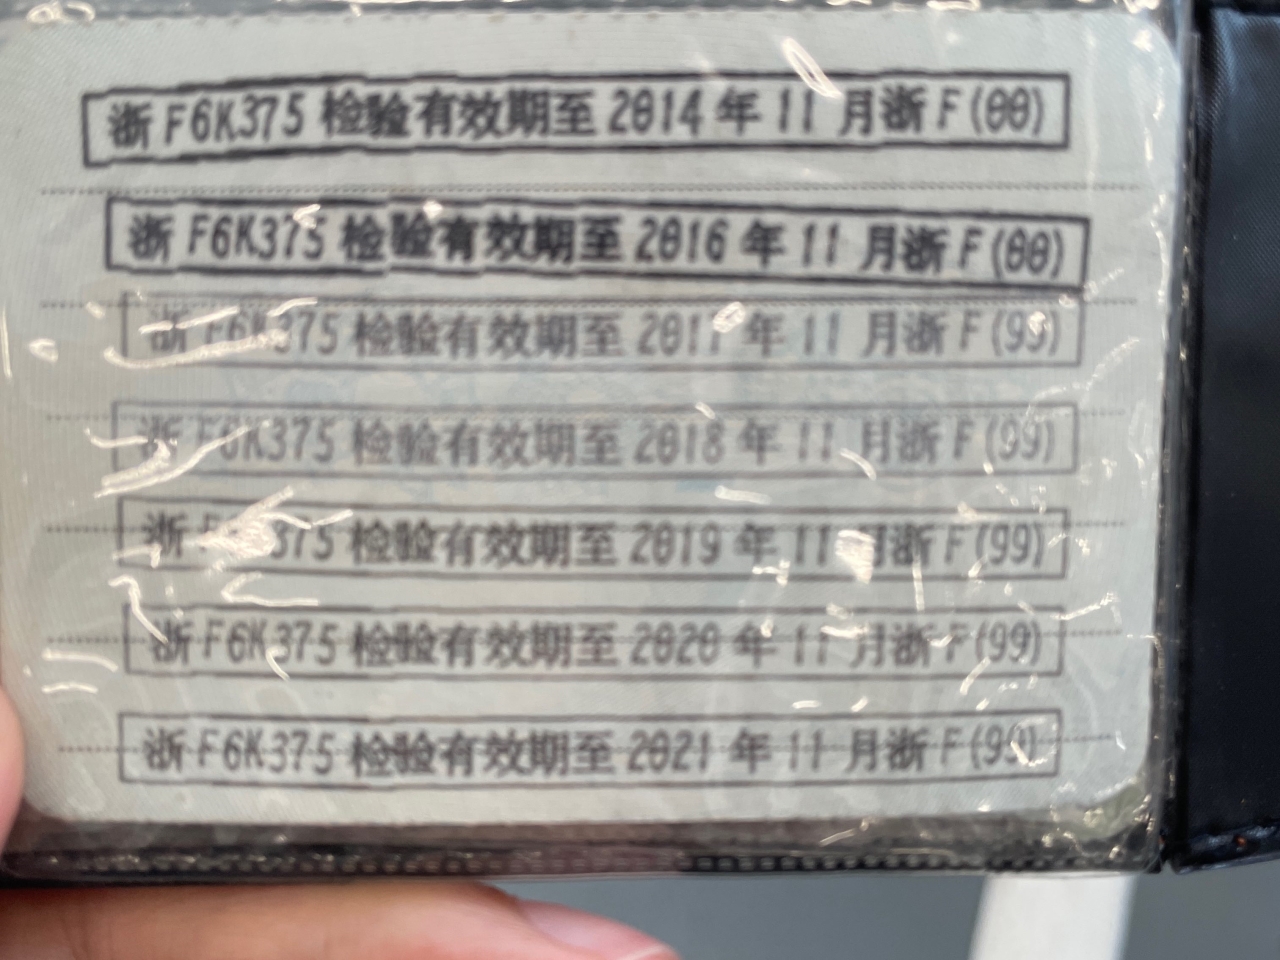 浙F6K375 检验有效期至2014年11月浙F(00)
浙F6K375 检验有效期至2016年11月浙F(00)
浙F6K375 检验有效期至2017年11月浙F(99)
浙F6K375 检验有效期至2018年11月浙F(99)
浙F6K375 检验有效期至2019年11月浙F(99)
浙F6K375 检验有效期至2020年11月浙F(99)
浙F6K375 检验有效期至2021年11月浙F(99)